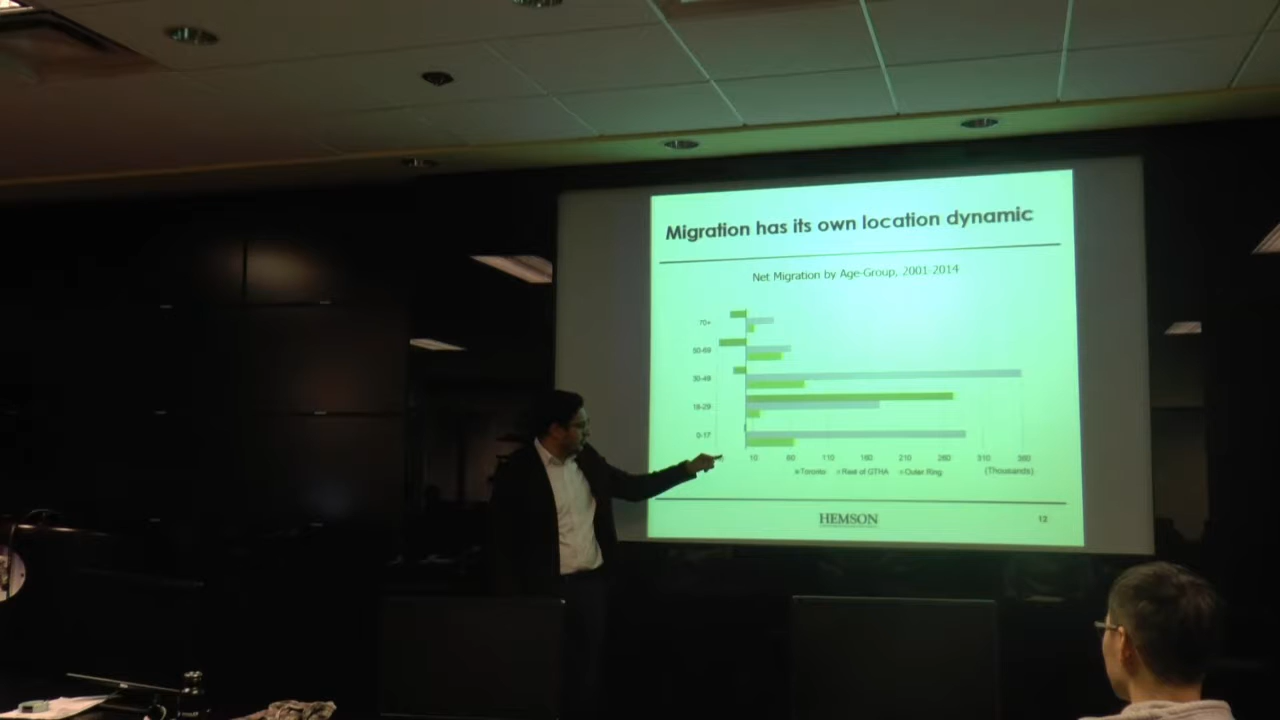 Migration has its own location dynamic
Net Migration by Age-Group, 2001-2014
70+
50-69
30-49
18-29
0-17
10 60 110 160 210 260 310 360
Toronto Rest of GTHA Outer Ring (Thousands)
HEMSON
12